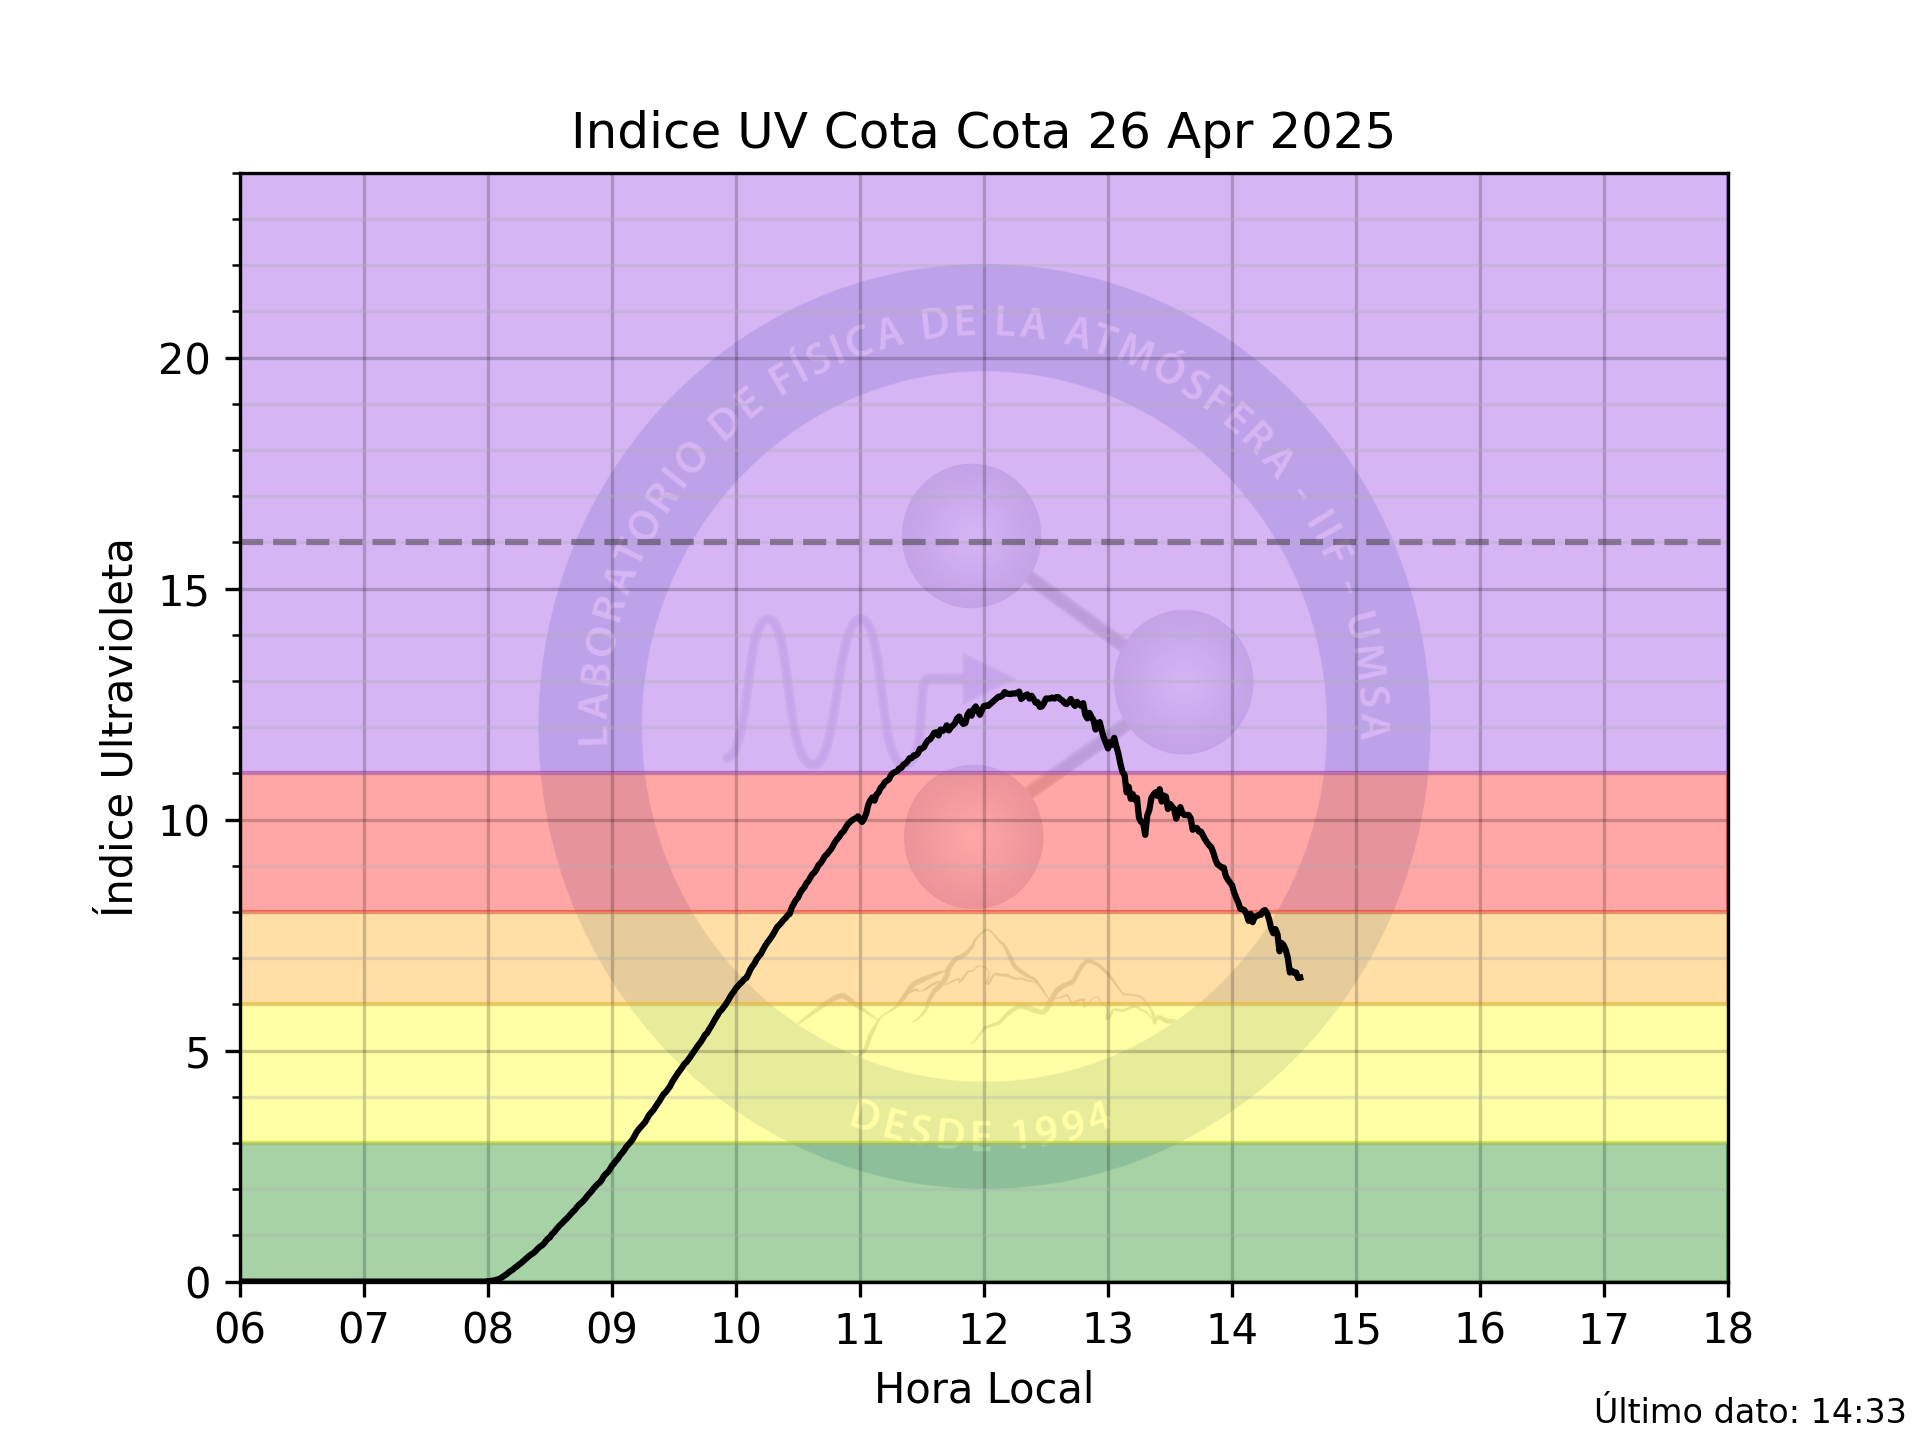 Indice UV Cota Cota 26 Apr 2025
LABORATORIO DE FÍSICA DE LA ATMÓSFERA - IIF - UMSA
DESDE 1994
Índice Ultravioleta
20
15
10
5
0
06 07 08 09 10 11 12 13 14 15 16 17 18
Hora Local
Último dato: 14:33